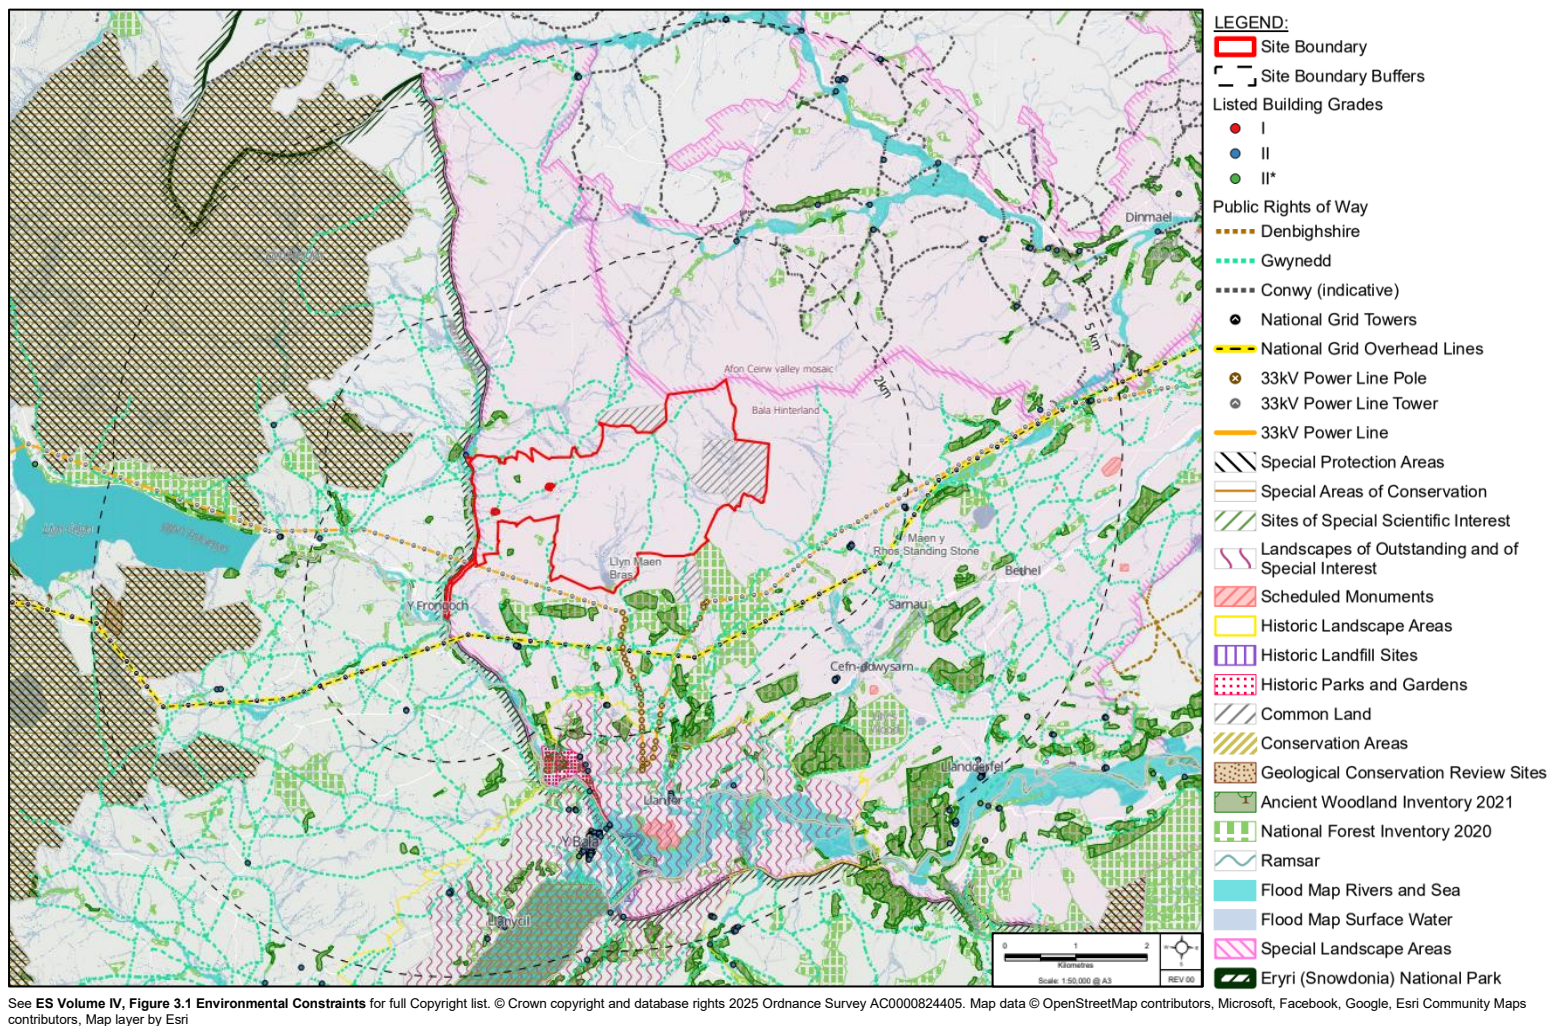 Dinmael
5 km
Afon Ceirw valley mosaic
2km
Bala Hinterland
Maen y
Rhos Standing Stone
Llyn Maen
Bras
Bethel
Y Frongoch
Sarnau
Cefn-ddwysarn
Llandderfel
Llanfor
Y Bala
Llanycil
0 1 2
Kilometres
Scale: 1:50,000 @ A3
N
W E
S
REV 00
LEGEND:
Site Boundary
Site Boundary Buffers
Listed Building Grades
I
II
II*
Public Rights of Way
Denbighshire
Gwynedd
Conwy (indicative)
National Grid Towers
National Grid Overhead Lines
33kV Power Line Pole
33kV Power Line Tower
33kV Power Line
Special Protection Areas
Special Areas of Conservation
Sites of Special Scientific Interest
Landscapes of Outstanding and of
Special Interest
Scheduled Monuments
Historic Landscape Areas
Historic Landfill Sites
Historic Parks and Gardens
Common Land
Conservation Areas
Geological Conservation Review Sites
Ancient Woodland Inventory 2021
National Forest Inventory 2020
Ramsar
Flood Map Rivers and Sea
Flood Map Surface Water
Special Landscape Areas
Eryri (Snowdonia) National Park
See ES Volume IV, Figure 3.1 Environmental Constraints for full Copyright list. © Crown copyright and database rights 2025 Ordnance Survey AC0000824405. Map data © OpenStreetMap contributors, Microsoft, Facebook, Google, Esri Community Maps
contributors, Map layer by Esri